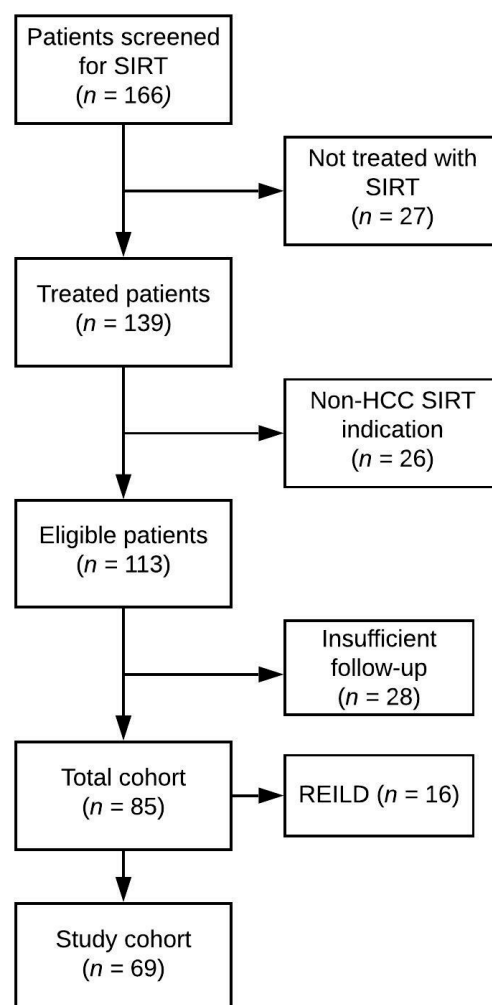 Patients screened
for SIRT
(n = 166)
Not treated with
SIRT
(n = 27)
Treated patients
(n = 139)
Non-HCC SIRT
indication
(n = 26)
Eligible patients
(n = 113)
Insufficient
follow-up
(n = 28)
Total cohort
(n = 85)
REILD (n = 16)
Study cohort
(n = 69)